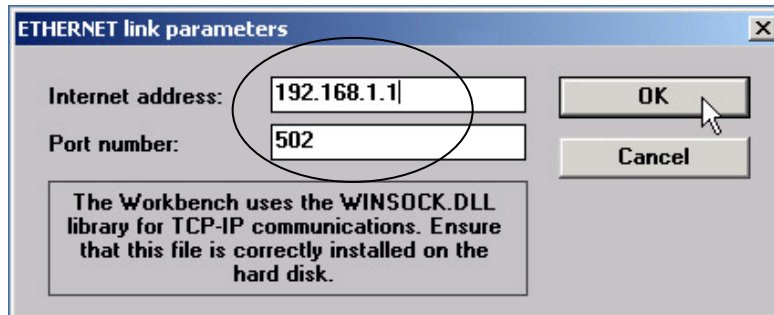 ETHERNET link parameters
Internet address:
192.168.1.1
OK
Port number:
502
Cancel
The Workbench uses the WINSOCK.DLL
library for TCP-IP communications. Ensure
that this file is correctly installed on the
hard disk.